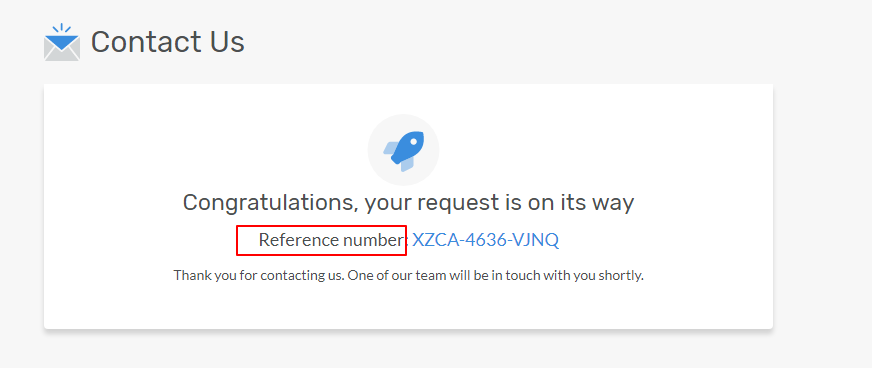 Contact Us
Congratulations, your request is on its way
Reference number: XZCA-4636-VJNQ
Thank you for contacting us. One of our team will be in touch with you shortly.